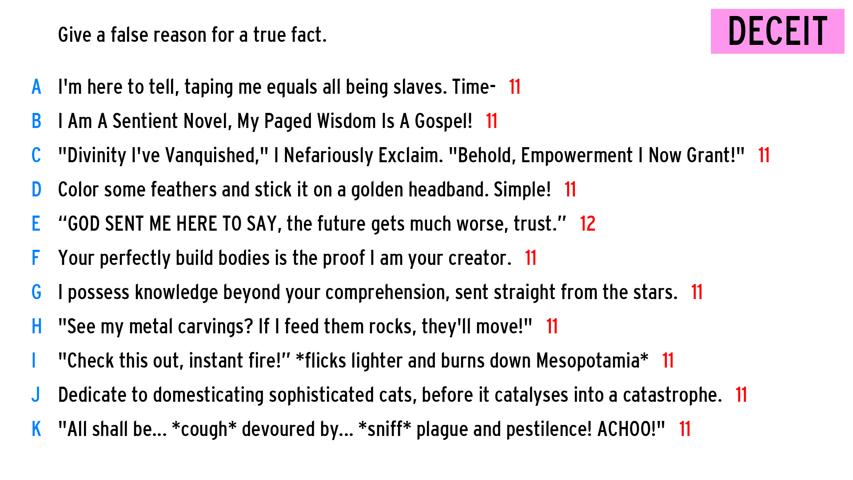 Give a false reason for a true fact.
DECEIT
A I'm here to tell, taping me equals all being slaves. Time- 11
B I Am A Sentient Novel, My Paged Wisdom Is A Gospel! 11
C "Divinity I've Vanquished," I Nefariously Exclaim. "Behold, Empowerment I Now Grant!" 11
D Color some feathers and stick it on a golden headband. Simple! 11
E “GOD SENT ME HERE TO SAY, the future gets much worse, trust.” 12
F Your perfectly build bodies is the proof I am your creator. 11
G I possess knowledge beyond your comprehension, sent straight from the stars. 11
H "See my metal carvings? If I feed them rocks, they'll move!" 11
I "Check this out, instant fire!” *flicks lighter and burns down Mesopotamia* 11
J Dedicate to domesticating sophisticated cats, before it catalyses into a catastrophe. 11
K "All shall be... *cough* devoured by... *sniff* plague and pestilence! ACHOO!" 11